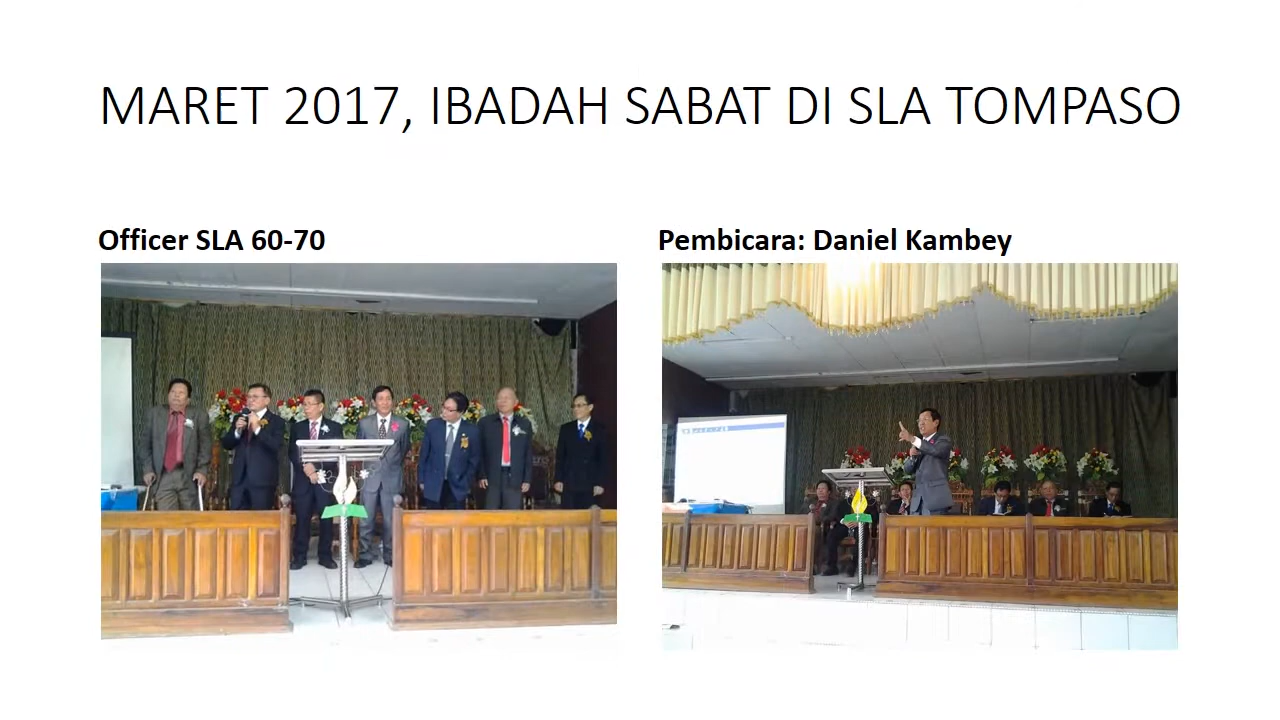 MARET 2017, IBADAH SABAT DI SLA TOMPASO
Officer SLA 60-70
Pembicara: Daniel Kambey